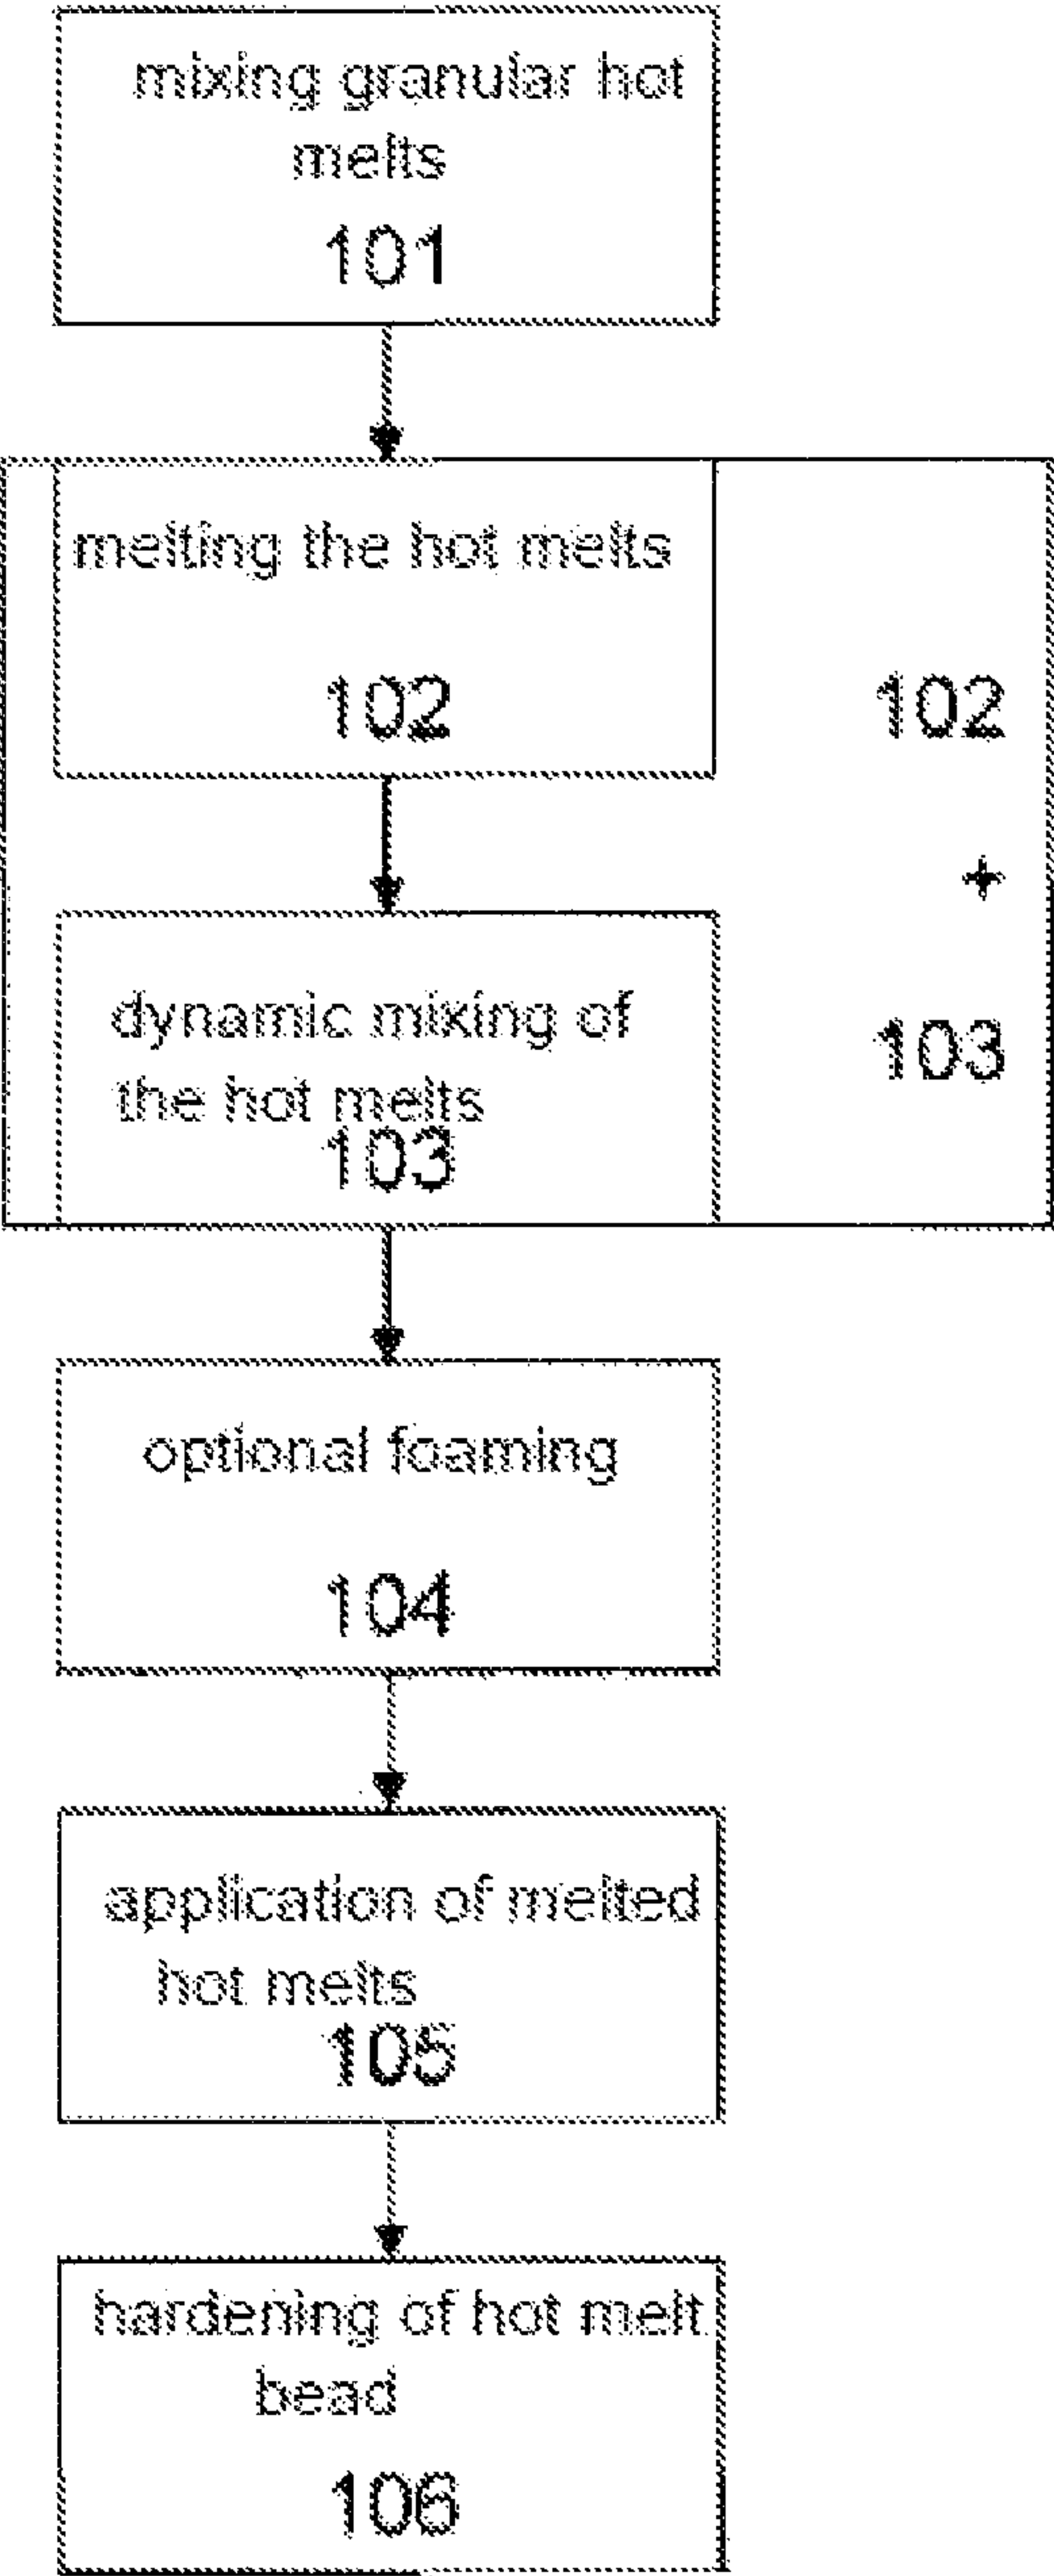 mixing granular hot
melts
101
melting the hot melts
102
102
+
dynamic mixing of
the hot melts
103
103
optional foaming
104
application of melted
hot melts
105
hardening of hot melt
bead
106